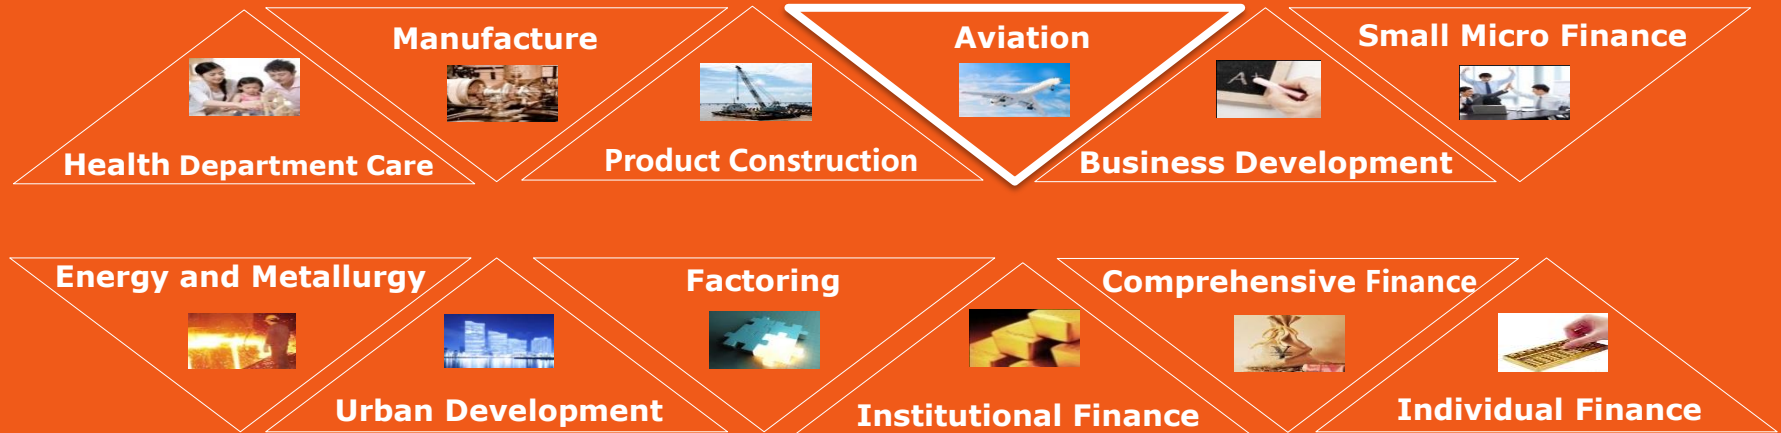 Manufacture
Aviation
Small Micro Finance
Health Department Care
Product Construction
Business Development
A+
Energy and Metallurgy
Factoring
Comprehensive Finance
¥
Urban Development
Institutional Finance
Individual Finance